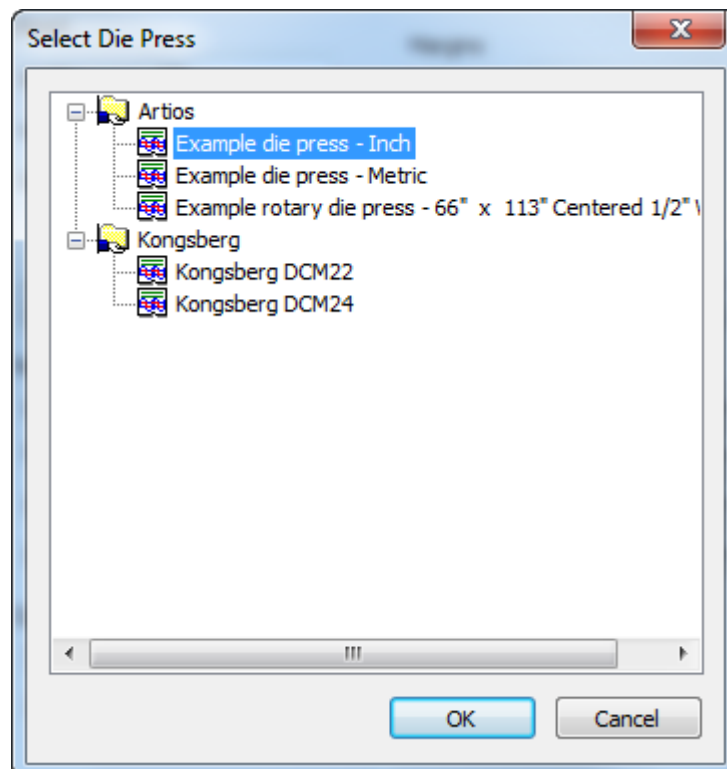 Select Die Press
Artios
Example die press - Inch
Example die press - Metric
Example rotary die press - 66" x 113" Centered 1/2"
Kongsberg
Kongsberg DCM22
Kongsberg DCM24
OK
Cancel